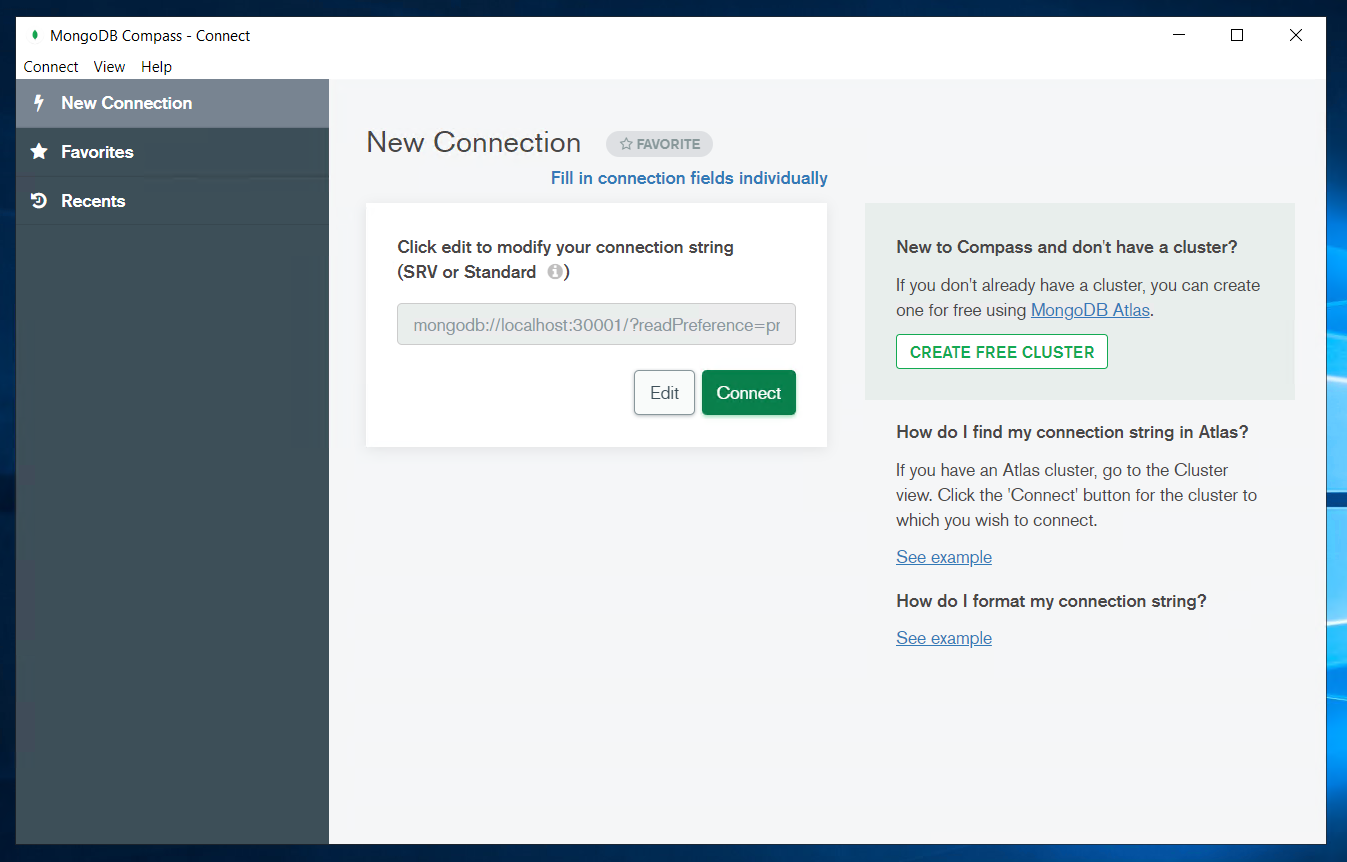 MongoDB Compass - Connect
Connect View Help
New Connection
Favorites
Recents
New Connection
FAVORITE
Fill in connection fields individually
Click edit to modify your connection string
(SRV or Standard )
mongodb://localhost:30001/?readPreference=pr
Edit
Connect
New to Compass and don't have a cluster?
If you don't already have a cluster, you can create
one for free using MongoDB Atlas.
CREATE FREE CLUSTER
How do I find my connection string in Atlas?
If you have an Atlas cluster, go to the Cluster
view. Click the 'Connect' button for the cluster to
which you wish to connect.
See example
How do I format my connection string?
See example